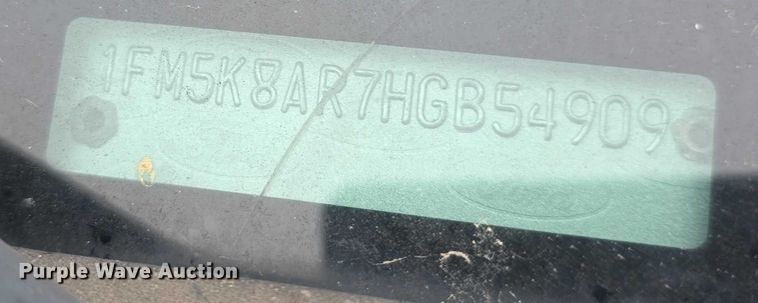 1FM5K8AR7HGB54909
Purple Wave Auction